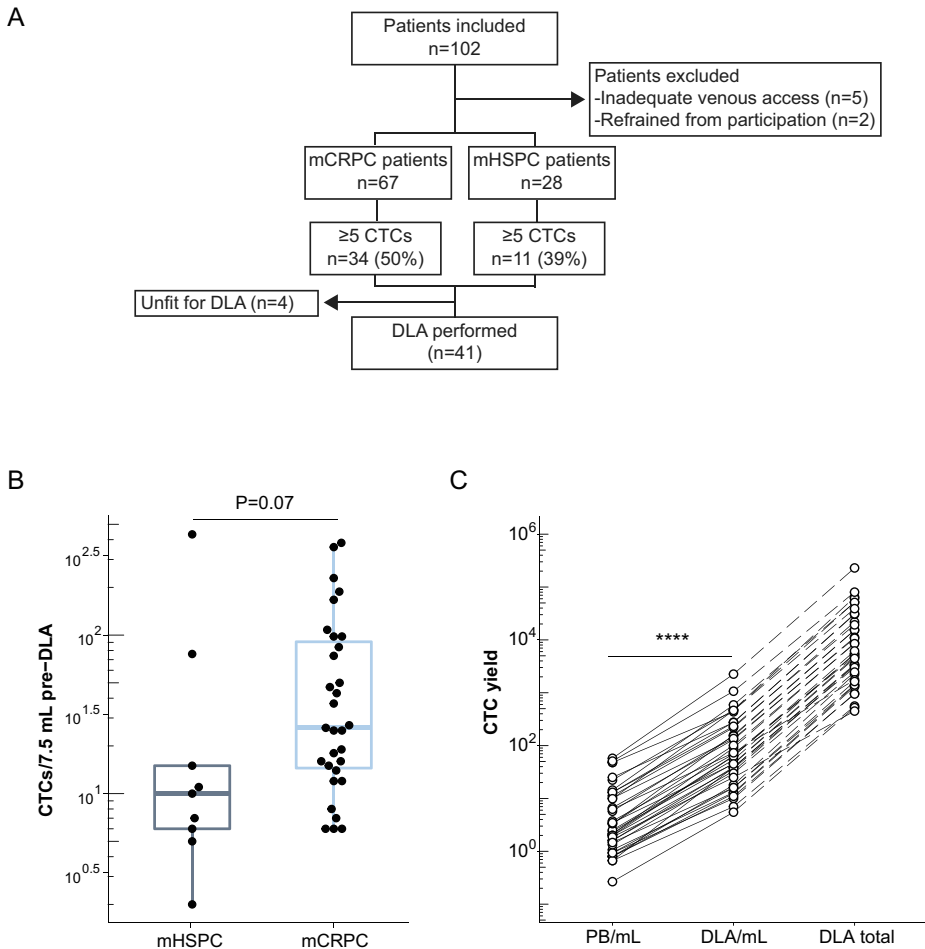 A
Patients included
n=102
Patients excluded
-Inadequate venous access (n=5)
-Refrained from participation (n=2)
mCRPC patients
n=67
mHSPC patients
n=28
≥5 CTCs
n=34 (50%)
≥5 CTCs
n=11 (39%)
Unfit for DLA (n=4)
DLA performed
(n=41)
B
P=0.07
CTCs/7.5 mL pre−DLA
10^2.5
10^2
10^1.5
10^1
10^0.5
mHSPC
mCRPC
C
****
CTC yield
10^6
10^4
10^2
10^0
PB/mL
DLA/mL
DLA total